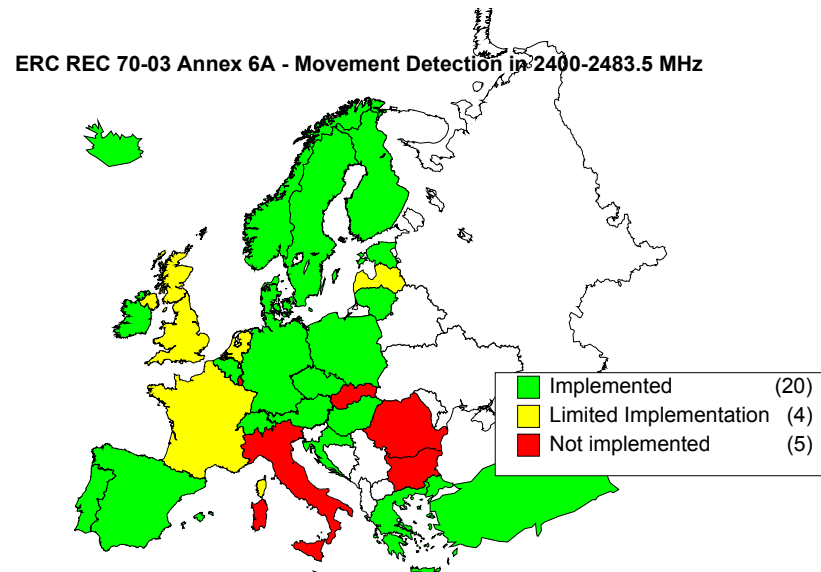 ERC REC 70-03 Annex 6A - Movement Detection in 2400-2483.5 MHz
Implemented (20)
Limited Implementation (4)
Not implemented (5)